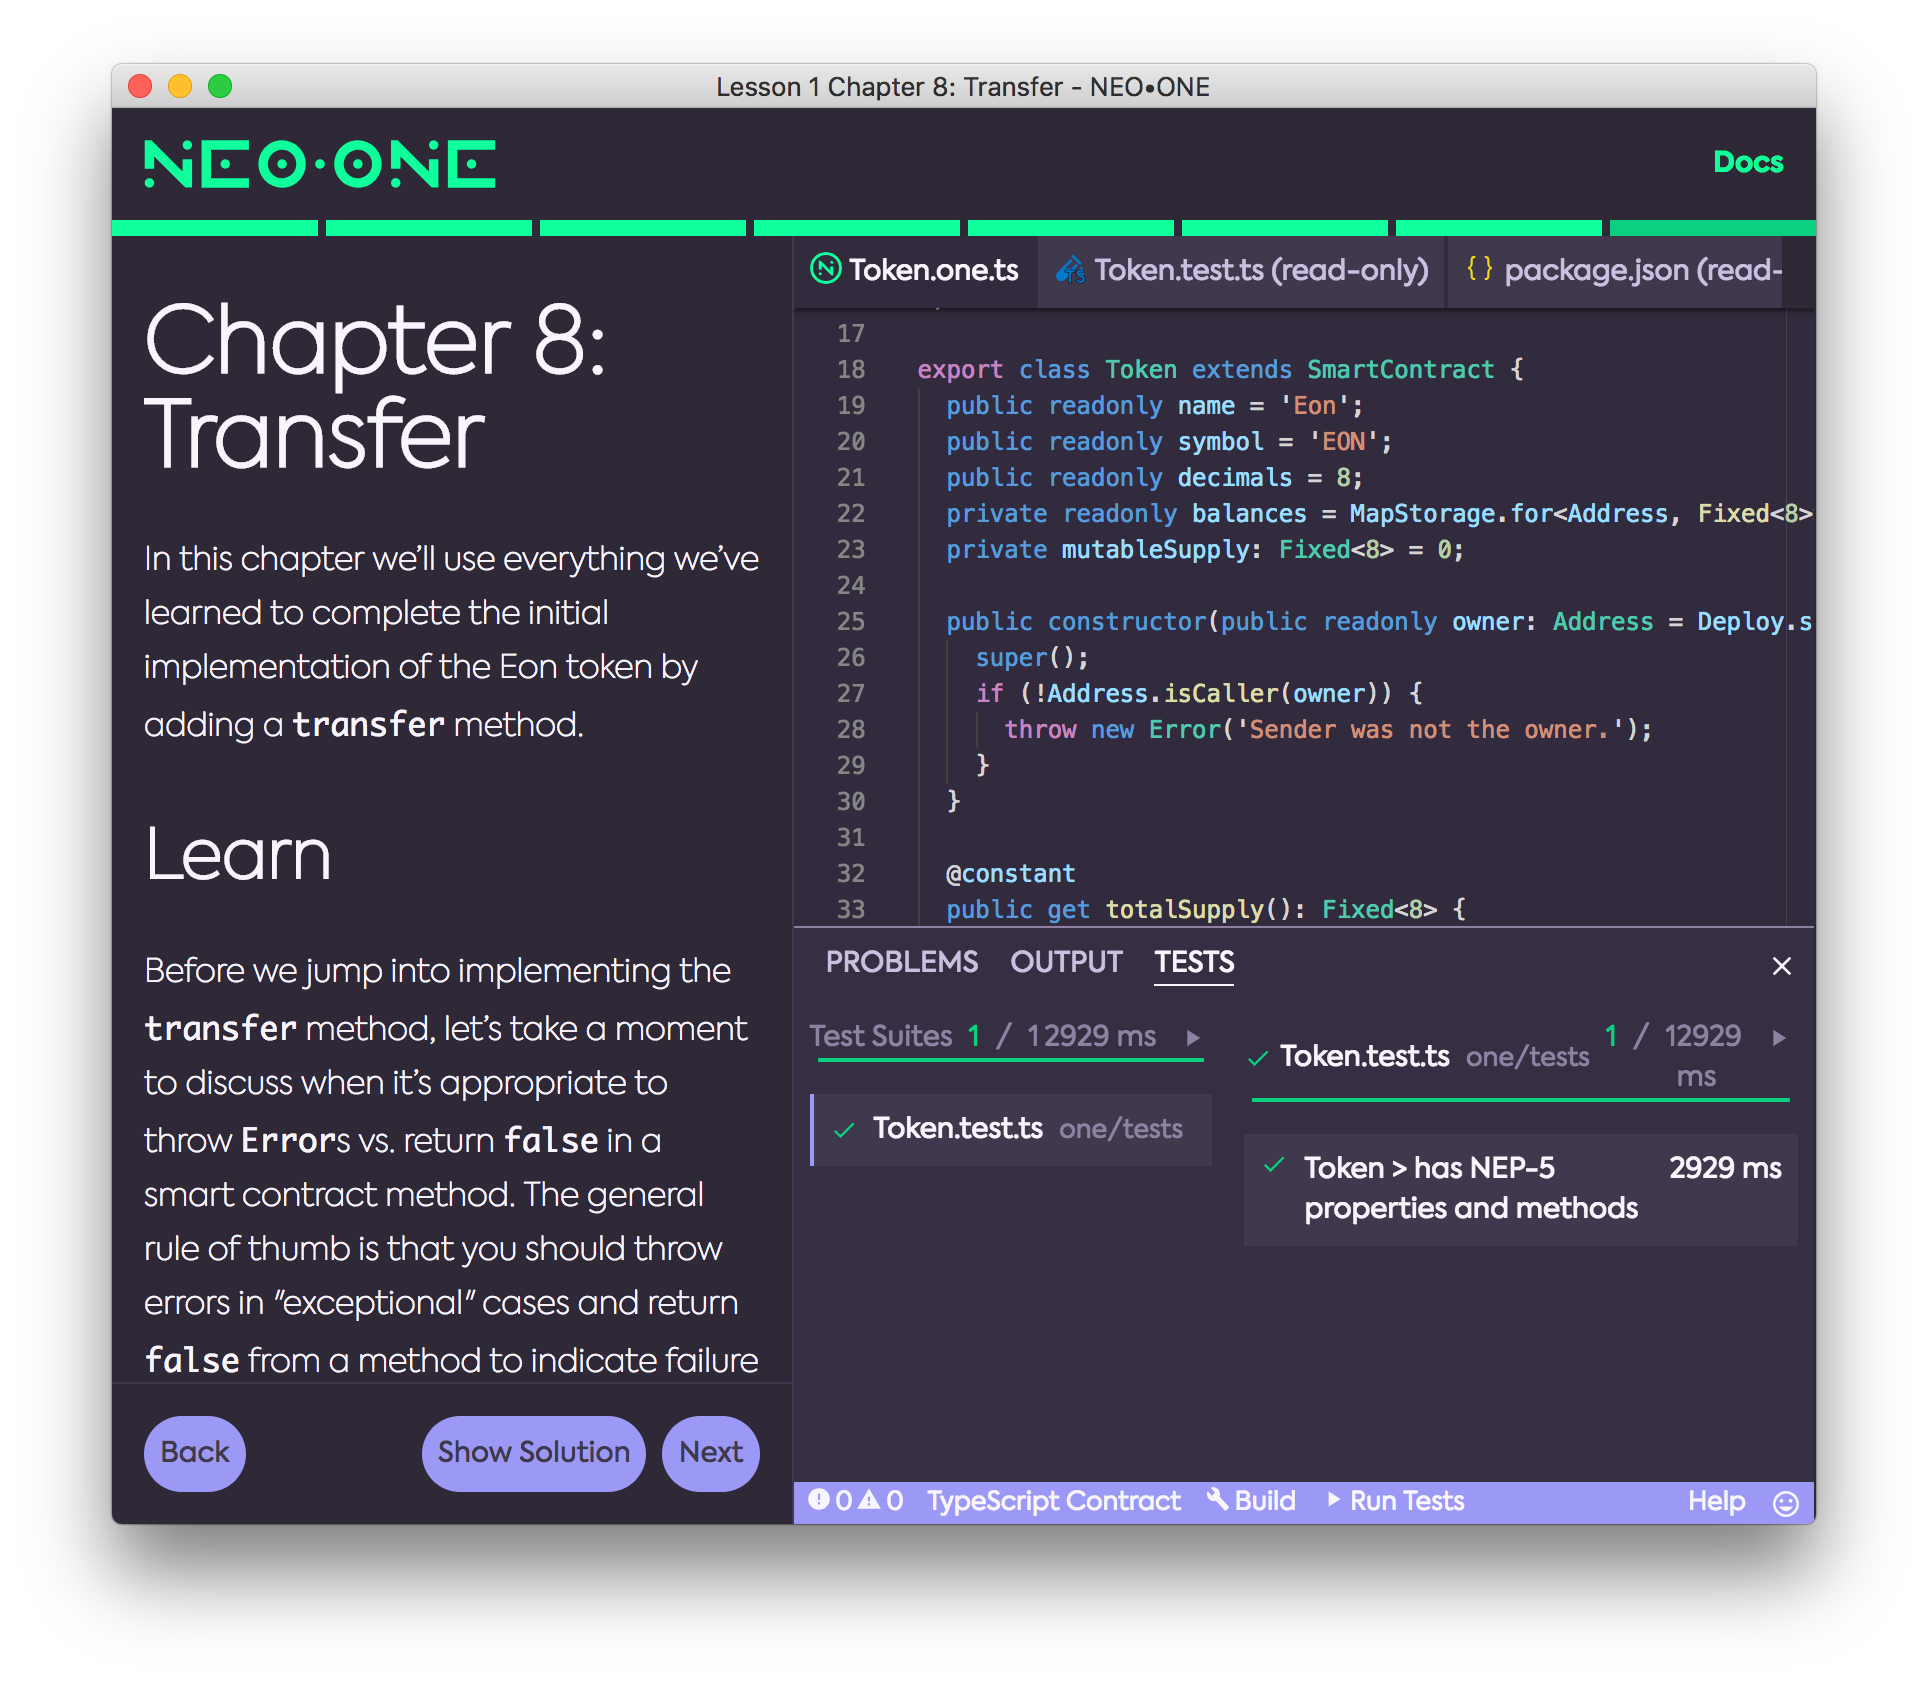 Lesson 1 Chapter 8: Transfer - NEO•ONE
NEO·ONE
Docs
Chapter 8:
Transfer
In this chapter we’ll use everything we’ve
learned to complete the initial
implementation of the Eon token by
adding a transfer method.
Learn
Before we jump into implementing the
transfer method, let’s take a moment
to discuss when it’s appropriate to
throw Errors vs. return false in a
smart contract method. The general
rule of thumb is that you should throw
errors in "exceptional" cases and return
false from a method to indicate failure
Back
Show Solution
Next
Token.one.ts
Token.test.ts (read-only)
{ } package.json (read-
17
18 export class Token extends SmartContract {
19 public readonly name = 'Eon';
20 public readonly symbol = 'EON';
21 public readonly decimals = 8;
22 private readonly balances = MapStorage.for<Address, Fixed<8>
23 private mutableSupply: Fixed<8> = 0;
24
25 public constructor(public readonly owner: Address = Deploy.s
26 super();
27 if (!Address.isCaller(owner)) {
28 throw new Error('Sender was not the owner.');
29 }
30 }
31
32 @constant
33 public get totalSupply(): Fixed<8> {
PROBLEMS OUTPUT TESTS
Test Suites 1 / 1 2929 ms
Token.test.ts one/tests
Token.test.ts one/tests 1 / 12929
ms
Token > has NEP-5 2929 ms
properties and methods
0 0 TypeScript Contract Build Run Tests Help